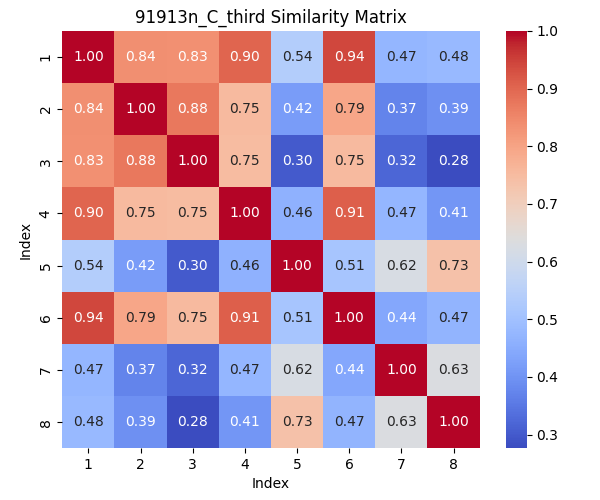 91913n_C_third Similarity Matrix
1 1.00 0.84 0.83 0.90 0.54 0.94 0.47 0.48
2 0.84 1.00 0.88 0.75 0.42 0.79 0.37 0.39
3 0.83 0.88 1.00 0.75 0.30 0.75 0.32 0.28
4 0.90 0.75 0.75 1.00 0.46 0.91 0.47 0.41
5 0.54 0.42 0.30 0.46 1.00 0.51 0.62 0.73
6 0.94 0.79 0.75 0.91 0.51 1.00 0.44 0.47
7 0.47 0.37 0.32 0.47 0.62 0.44 1.00 0.63
8 0.48 0.39 0.28 0.41 0.73 0.47 0.63 1.00
1 2 3 4 5 6 7 8
Index
Index
1.0
0.9
0.8
0.7
0.6
0.5
0.4
0.3